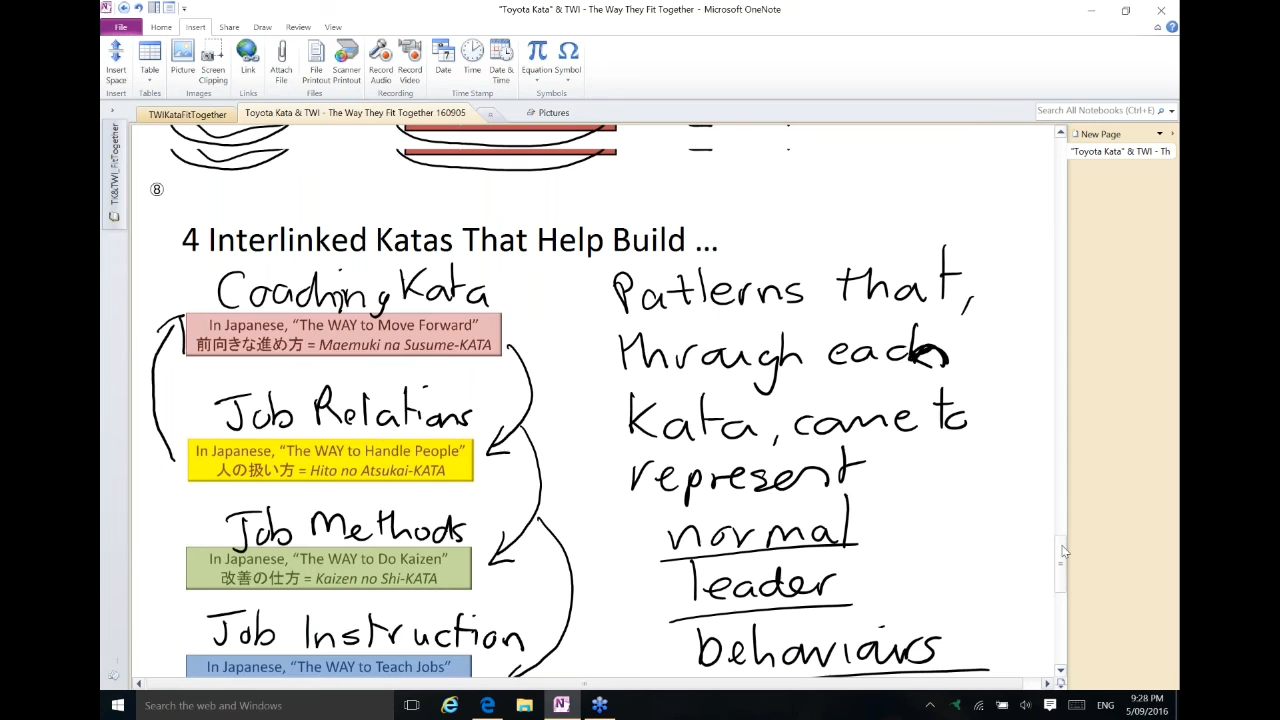 "Toyota Kata" & TWI - The Way They Fit Together - Microsoft OneNote
File Home Insert Share Draw Review View
Insert Space
Table
Picture
Screen Clipping
Link
Attach File
File Printout
Scanner Printout
Record Audio
Record Video
Date
Time
Date & Time
Equation
Symbol
Insert Tables Images Links Files Recording Time Stamp Symbols
TWIKataFitTogether
Toyota Kata & TWI - The Way They Fit Together 160905
Pictures
Search All Notebooks (Ctrl+E)
New Page
"Toyota Kata" & TWI - Th
TK&TWI_FitTogether
⑧
4 Interlinked Katas That Help Build ...
Coaching Kata
In Japanese, “The WAY to Move Forward”
前向きな進め方 = Maemuki na Susume-KATA
Job Relations
In Japanese, “The WAY to Handle People”
人の扱い方 = Hito no Atsukai-KATA
Job Methods
In Japanese, “The WAY to Do Kaizen”
改善の仕方 = Kaizen no Shi-KATA
Job Instruction
In Japanese, “The WAY to Teach Jobs”
Patterns that,
through each
Kata, came to
represent
normal
leader
behaviours
Search the web and Windows
ENG
9:28 PM
5/09/2016